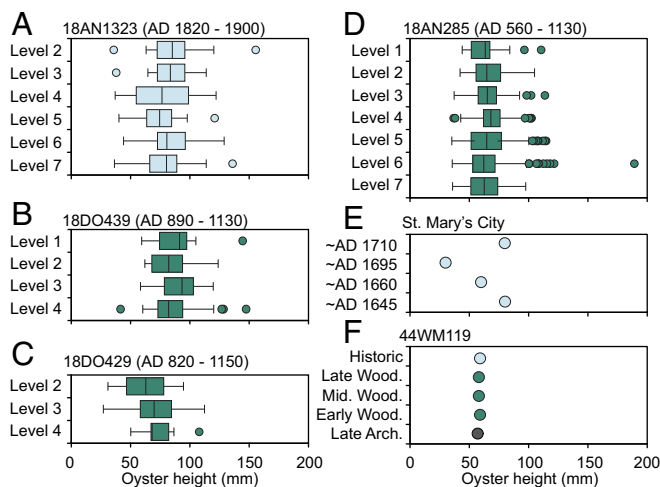 A
18AN1323 (AD 1820 - 1900)
Level 2
Level 3
Level 4
Level 5
Level 6
Level 7
B
18DO439 (AD 890 - 1130)
Level 1
Level 2
Level 3
Level 4
C
18DO429 (AD 820 - 1150)
Level 2
Level 3
Level 4
0 50 100 150 200
Oyster height (mm)
D
18AN285 (AD 560 - 1130)
Level 1
Level 2
Level 3
Level 4
Level 5
Level 6
Level 7
E
St. Mary's City
~AD 1710
~AD 1695
~AD 1660
~AD 1645
F
44WM119
Historic
Late Wood.
Mid. Wood.
Early Wood.
Late Arch.
0 50 100 150 200
Oyster height (mm)